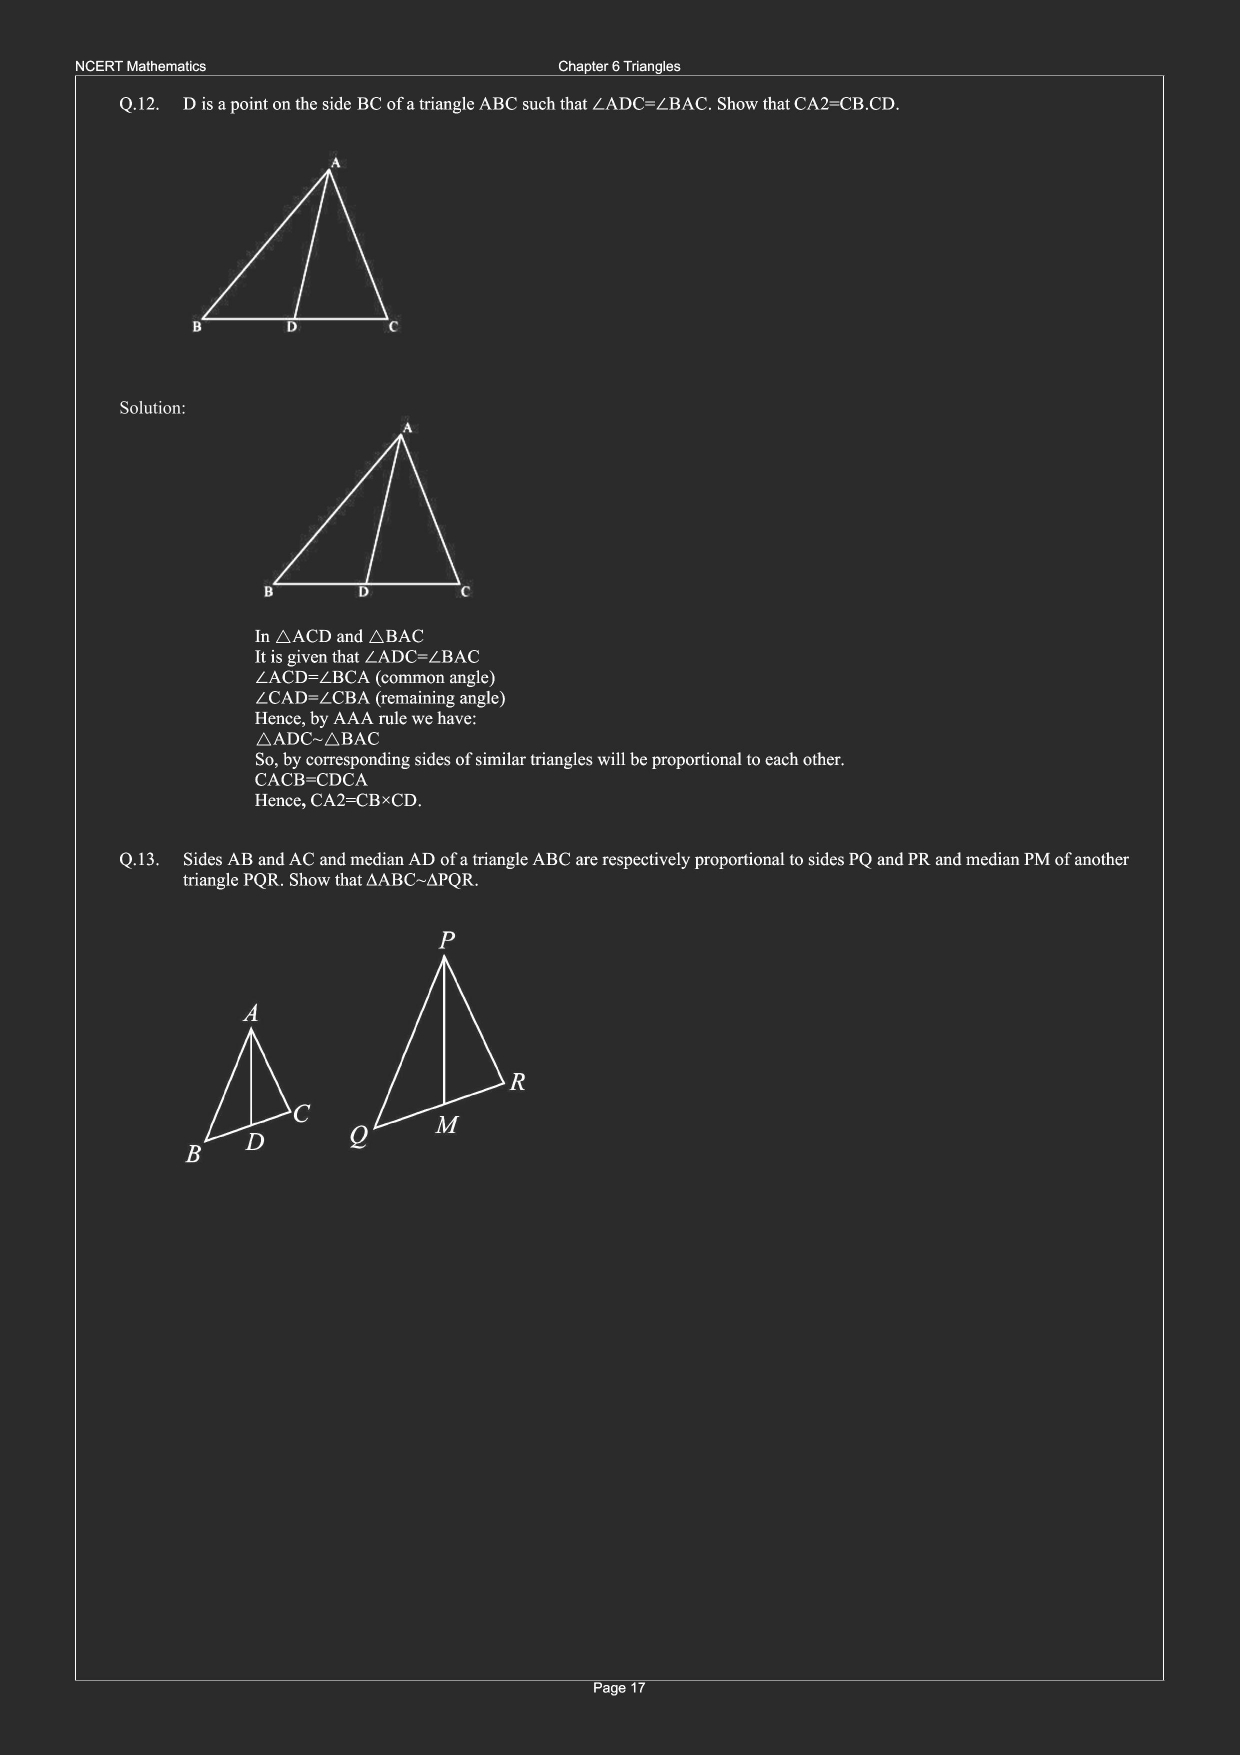 NCERT Mathematics Chapter 6 Triangles
Q.12. D is a point on the side BC of a triangle ABC such that ∠ADC=∠BAC. Show that CA2=CB.CD.
A
B D C
Solution:
A
B D C
In △ACD and △BAC
It is given that ∠ADC=∠BAC
∠ACD=∠BCA (common angle)
∠CAD=∠CBA (remaining angle)
Hence, by AAA rule we have:
△ADC~△BAC
So, by corresponding sides of similar triangles will be proportional to each other.
CACB=CDCA
Hence, CA2=CB×CD.
Q.13. Sides AB and AC and median AD of a triangle ABC are respectively proportional to sides PQ and PR and median PM of another
triangle PQR. Show that ΔABC~ΔPQR.
P
A
R
C
M
Q
D
B
Page 17